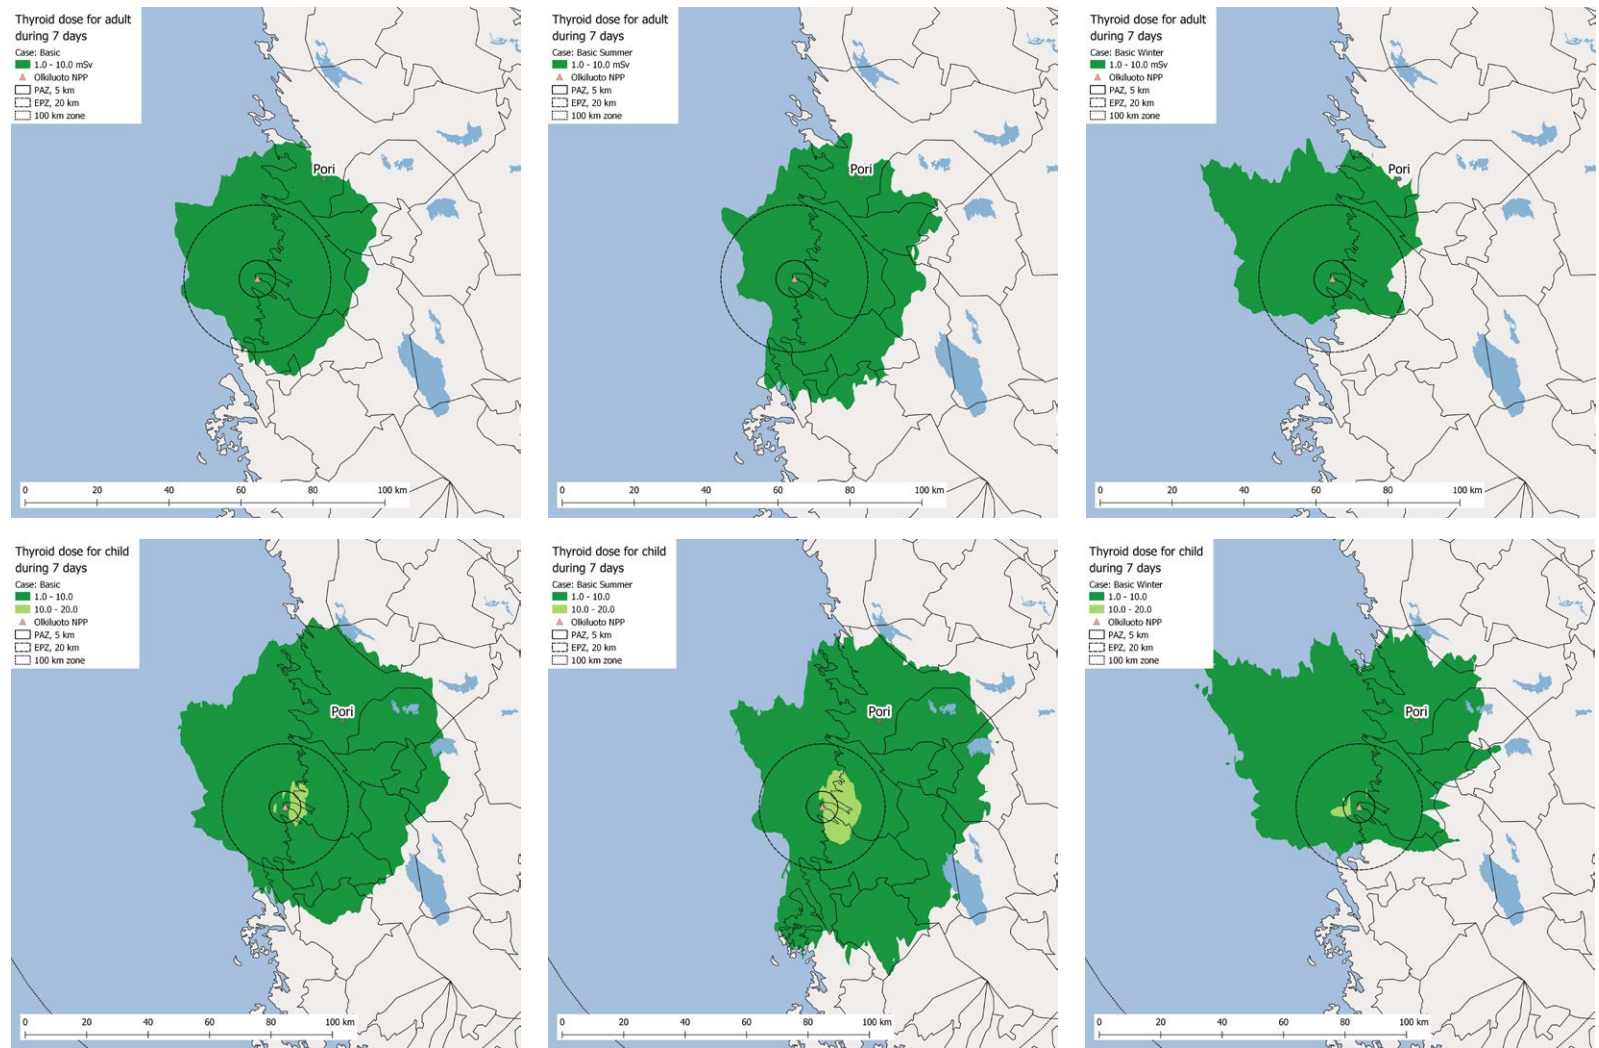 Thyroid dose for adult
during 7 days
Case: Basic
1.0 - 10.0 mSv
Olkiluoto NPP
PAZ, 5 km
EPZ, 20 km
100 km zone
Pori
0 20 40 60 80 100 km
Thyroid dose for adult
during 7 days
Case: Basic Summer
1.0 - 10.0 mSv
Olkiluoto NPP
PAZ, 5 km
EPZ, 20 km
100 km zone
Pori
0 20 40 60 80 100 km
Thyroid dose for adult
during 7 days
Case: Basic Winter
1.0 - 10.0 mSv
Olkiluoto NPP
PAZ, 5 km
EPZ, 20 km
100 km zone
Pori
0 20 40 60 80 100 km
Thyroid dose for child
during 7 days
Case: Basic
1.0 - 10.0
10.0 - 20.0
Olkiluoto NPP
PAZ, 5 km
EPZ, 20 km
100 km zone
Pori
0 20 40 60 80 100 km
Thyroid dose for child
during 7 days
Case: Basic Summer
1.0 - 10.0
10.0 - 20.0
Olkiluoto NPP
PAZ, 5 km
EPZ, 20 km
100 km zone
Pori
0 20 40 60 80 100 km
Thyroid dose for child
during 7 days
Case: Basic Winter
1.0 - 10.0
10.0 - 20.0
Olkiluoto NPP
PAZ, 5 km
EPZ, 20 km
100 km zone
Pori
0 20 40 60 80 100 km